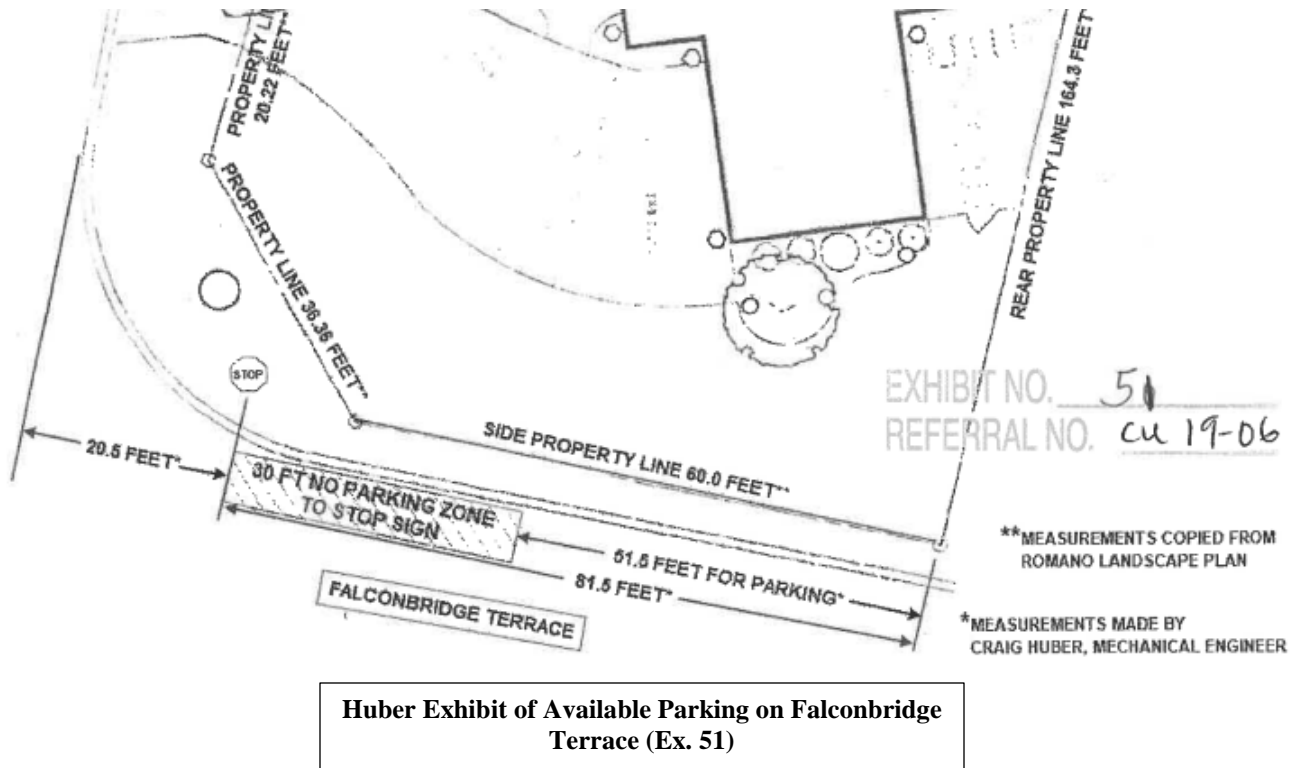 PROPERTY LI
20.22 FEET**
PROPERTY LINE 36.36 FEET**
REAR PROPERTY LINE 164.3 FEET
STOP
20.5 FEET*
30 FT NO PARKING ZONE
TO STOP SIGN
SIDE PROPERTY LINE 60.0 FEET**
51.5 FEET FOR PARKING*
81.5 FEET*
FALCONBRIDGE TERRACE
EXHIBIT NO. 51
REFERRAL NO. CU 19-06
**MEASUREMENTS COPIED FROM
ROMANO LANDSCAPE PLAN
*MEASUREMENTS MADE BY
CRAIG HUBER, MECHANICAL ENGINEER
Huber Exhibit of Available Parking on Falconbridge
Terrace (Ex. 51)